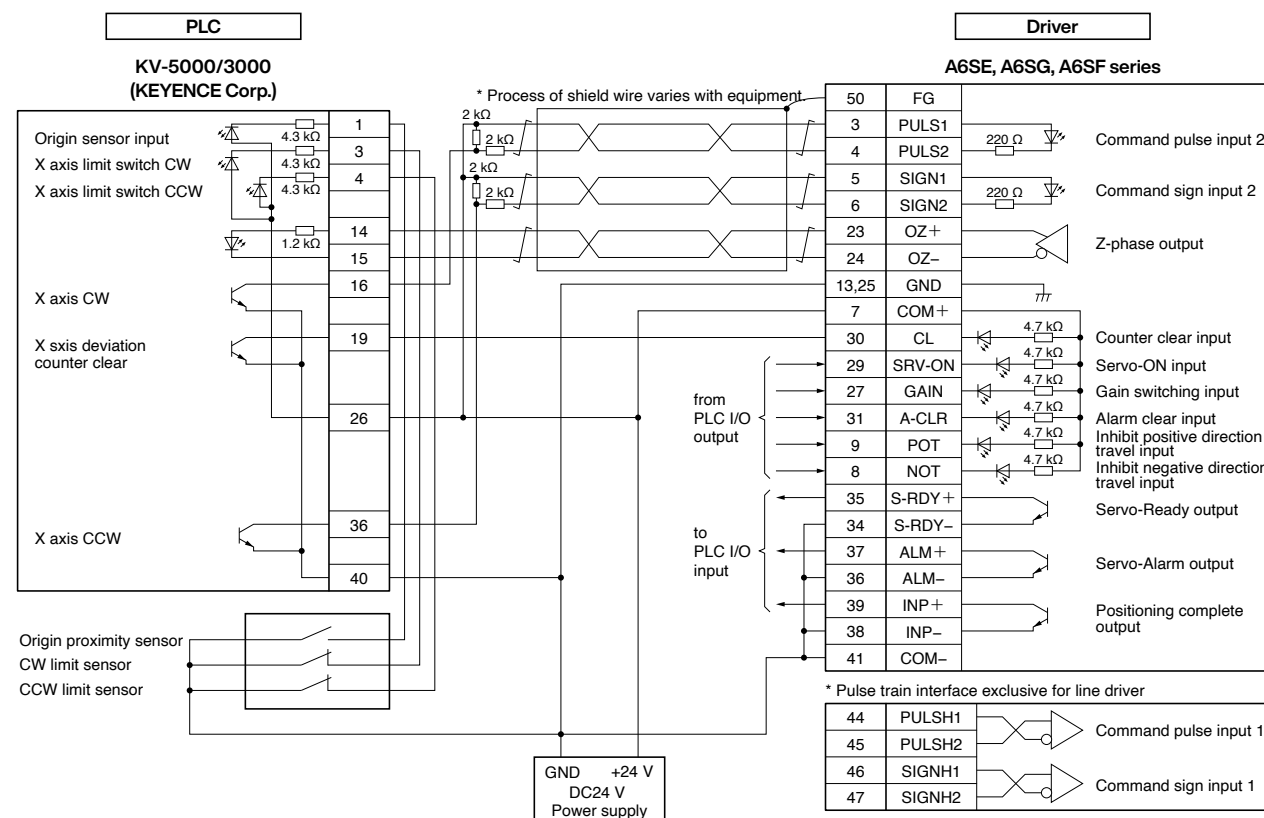 PLC
Driver
KV-5000/3000
(KEYENCE Corp.)
A6SE, A6SG, A6SF series
* Process of shield wire varies with equipment.
Origin sensor input
4.3 kΩ
1
X axis limit switch CW
4.3 kΩ
3
X axis limit switch CCW
4.3 kΩ
4
1.2 kΩ
14
15
X axis CW
16
X sxis deviation
counter clear
19
26
X axis CCW
36
40
2 kΩ
2 kΩ
2 kΩ
2 kΩ
50 FG
3 PULS1
4 PULS2
220 Ω
Command pulse input 2
5 SIGN1
6 SIGN2
220 Ω
Command sign input 2
23 OZ+
24 OZ−
Z-phase output
13,25 GND
7 COM+
30 CL 4.7 kΩ Counter clear input
29 SRV-ON 4.7 kΩ Servo-ON input
27 GAIN 4.7 kΩ Gain switching input
31 A-CLR 4.7 kΩ Alarm clear input
9 POT 4.7 kΩ Inhibit positive direction
travel input
8 NOT 4.7 kΩ Inhibit negative direction
travel input
from
PLC I/O
output
35 S-RDY+
34 S-RDY−
Servo-Ready output
37 ALM+
36 ALM−
Servo-Alarm output
39 INP+
38 INP−
Positioning complete
output
41 COM−
to
PLC I/O
input
Origin proximity sensor
CW limit sensor
CCW limit sensor
GND +24 V
DC24 V
Power supply
* Pulse train interface exclusive for line driver
44 PULSH1
45 PULSH2
Command pulse input 1
46 SIGNH1
47 SIGNH2
Command sign input 1